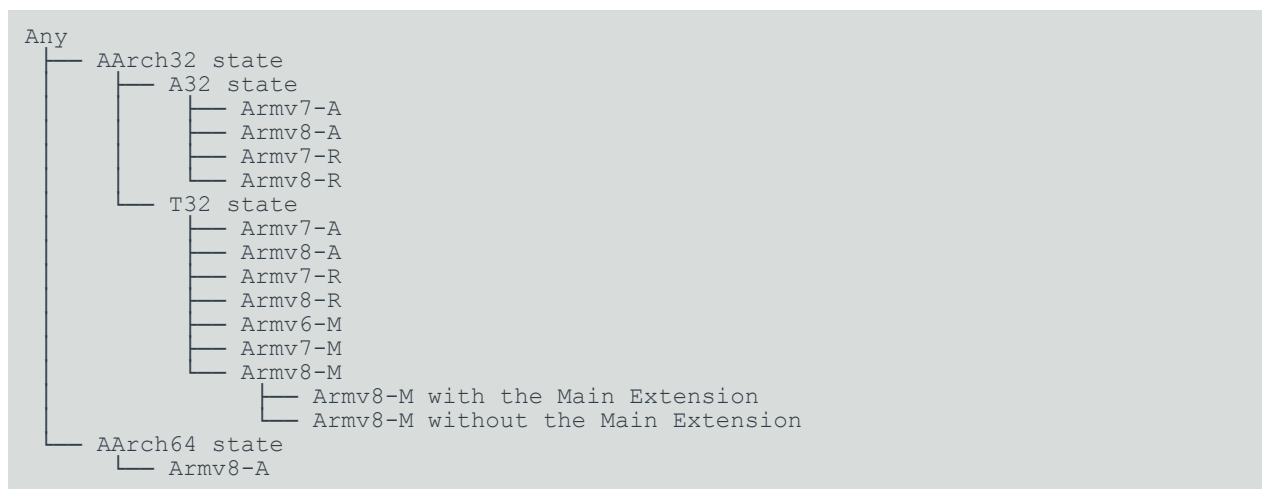 Any
AArch32 state
A32 state
Armv7-A
Armv8-A
Armv7-R
Armv8-R
T32 state
Armv7-A
Armv8-A
Armv7-R
Armv8-R
Armv6-M
Armv7-M
Armv8-M
Armv8-M with the Main Extension
Armv8-M without the Main Extension
AArch64 state
Armv8-A